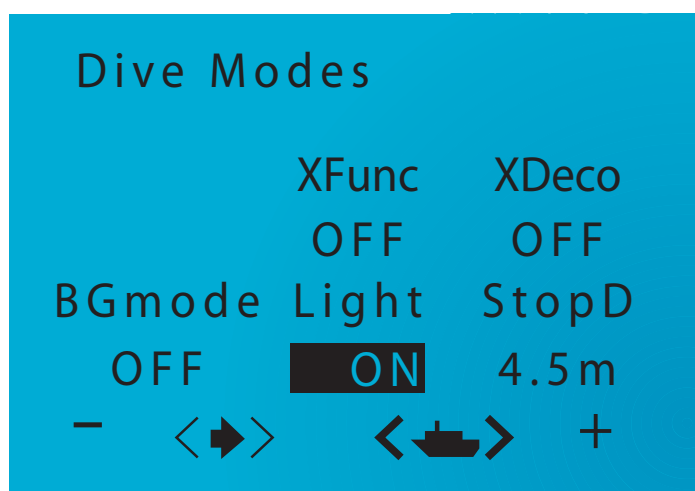 Dive Modes
XFunc XDeco
OFF OFF
BGmode Light StopD
OFF ON 4.5m
- < > < > +